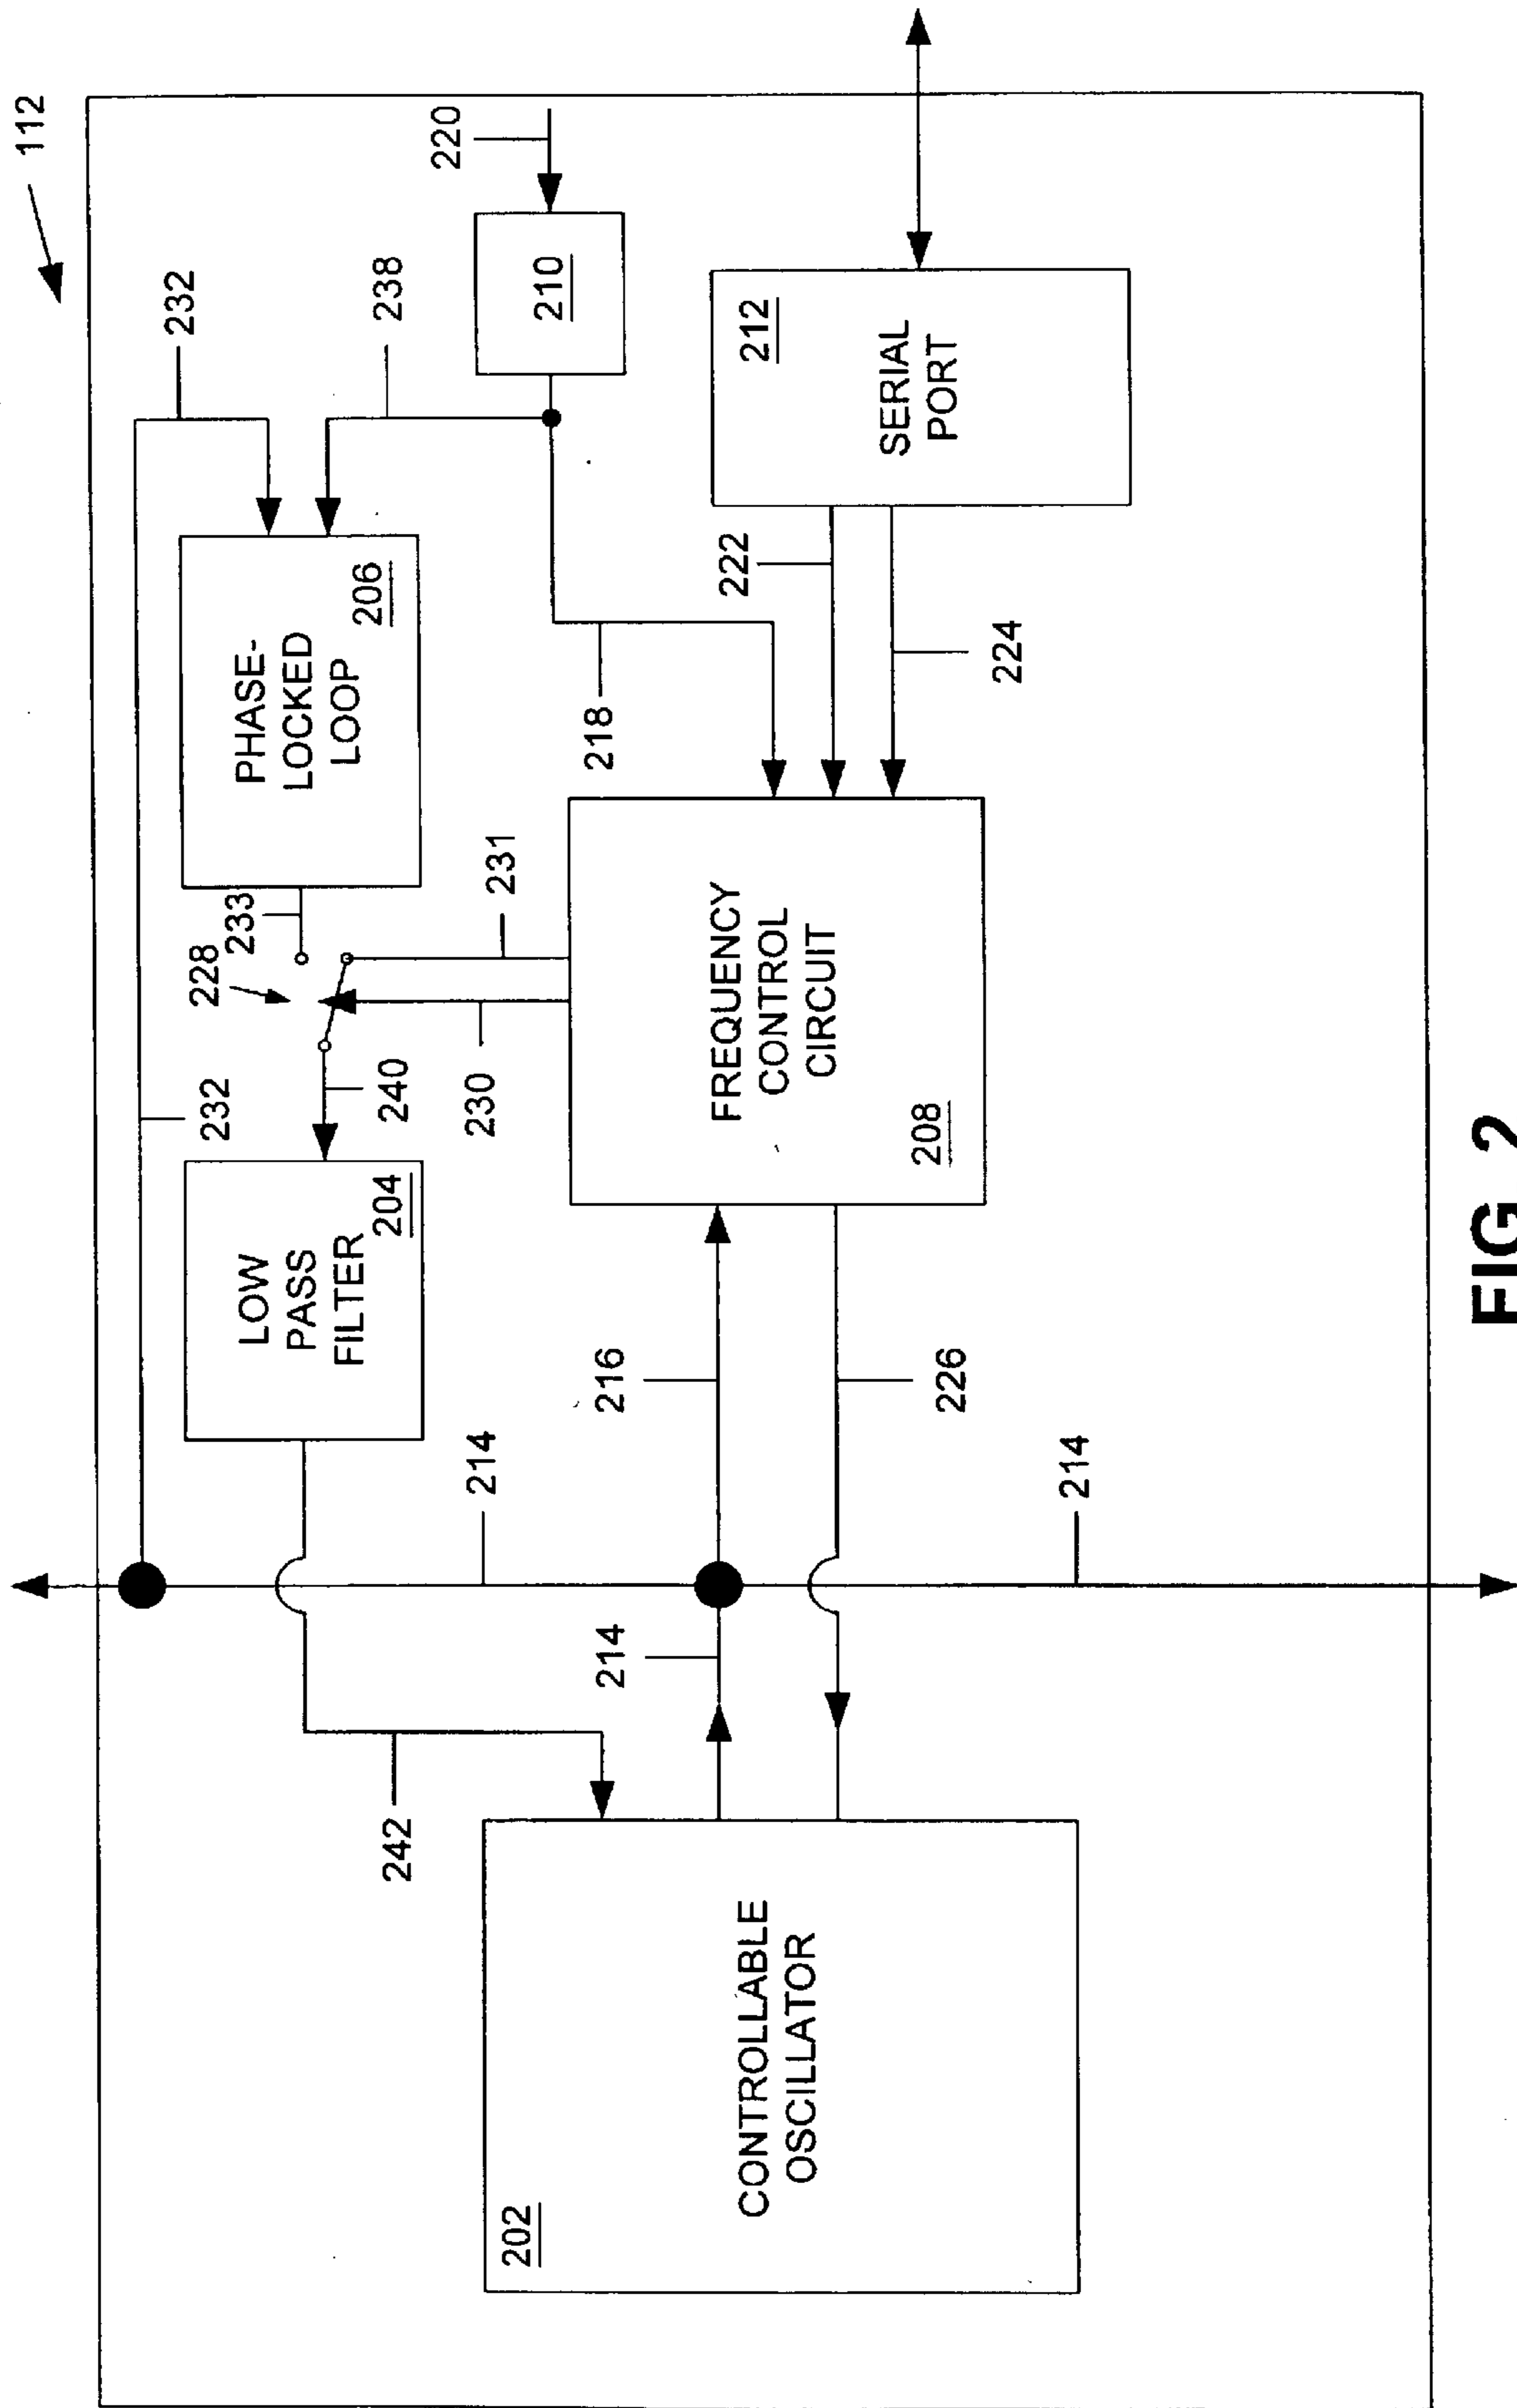 112
232
232
238
220
PHASE-
LOCKED
LOOP
206
233
228
240
230
231
210
LOW
PASS
FILTER
204
218
222
224
212
SERIAL
PORT
FREQUENCY
CONTROL
CIRCUIT
208
216
226
214
214
214
242
202
CONTROLLABLE
OSCILLATOR
FIG 2